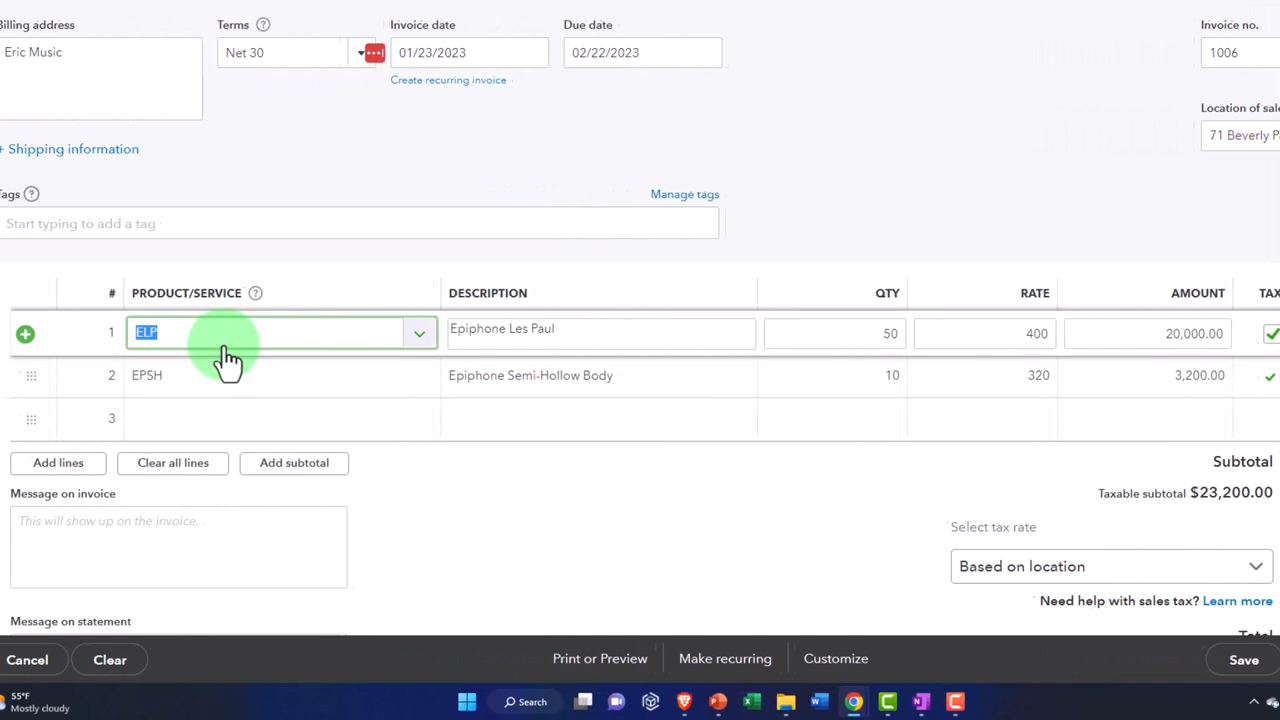 Billing address Terms Invoice date Due date Invoice no.
Eric Music Net 30 01/23/2023 02/22/2023 1006
Create recurring invoice
Location of
71 Beverly
+ Shipping information
Tags Manage tags
Start typing to add a tag
# PRODUCT/SERVICE DESCRIPTION QTY RATE AMOUNT TAX
1 ELP Epiphone Les Paul 50 400 20,000.00
2 EPSH Epiphone Semi-Hollow Body 10 320 3,200.00
3
Add lines Clear all lines Add subtotal Subtotal
Message on invoice Taxable subtotal $23,200.00
This will show up on the invoice.
Select tax rate
Based on location
Need help with sales tax? Learn more
Message on statement
Total
Cancel Clear Print or Preview Make recurring Customize Save
55°F
Mostly cloudy
Search